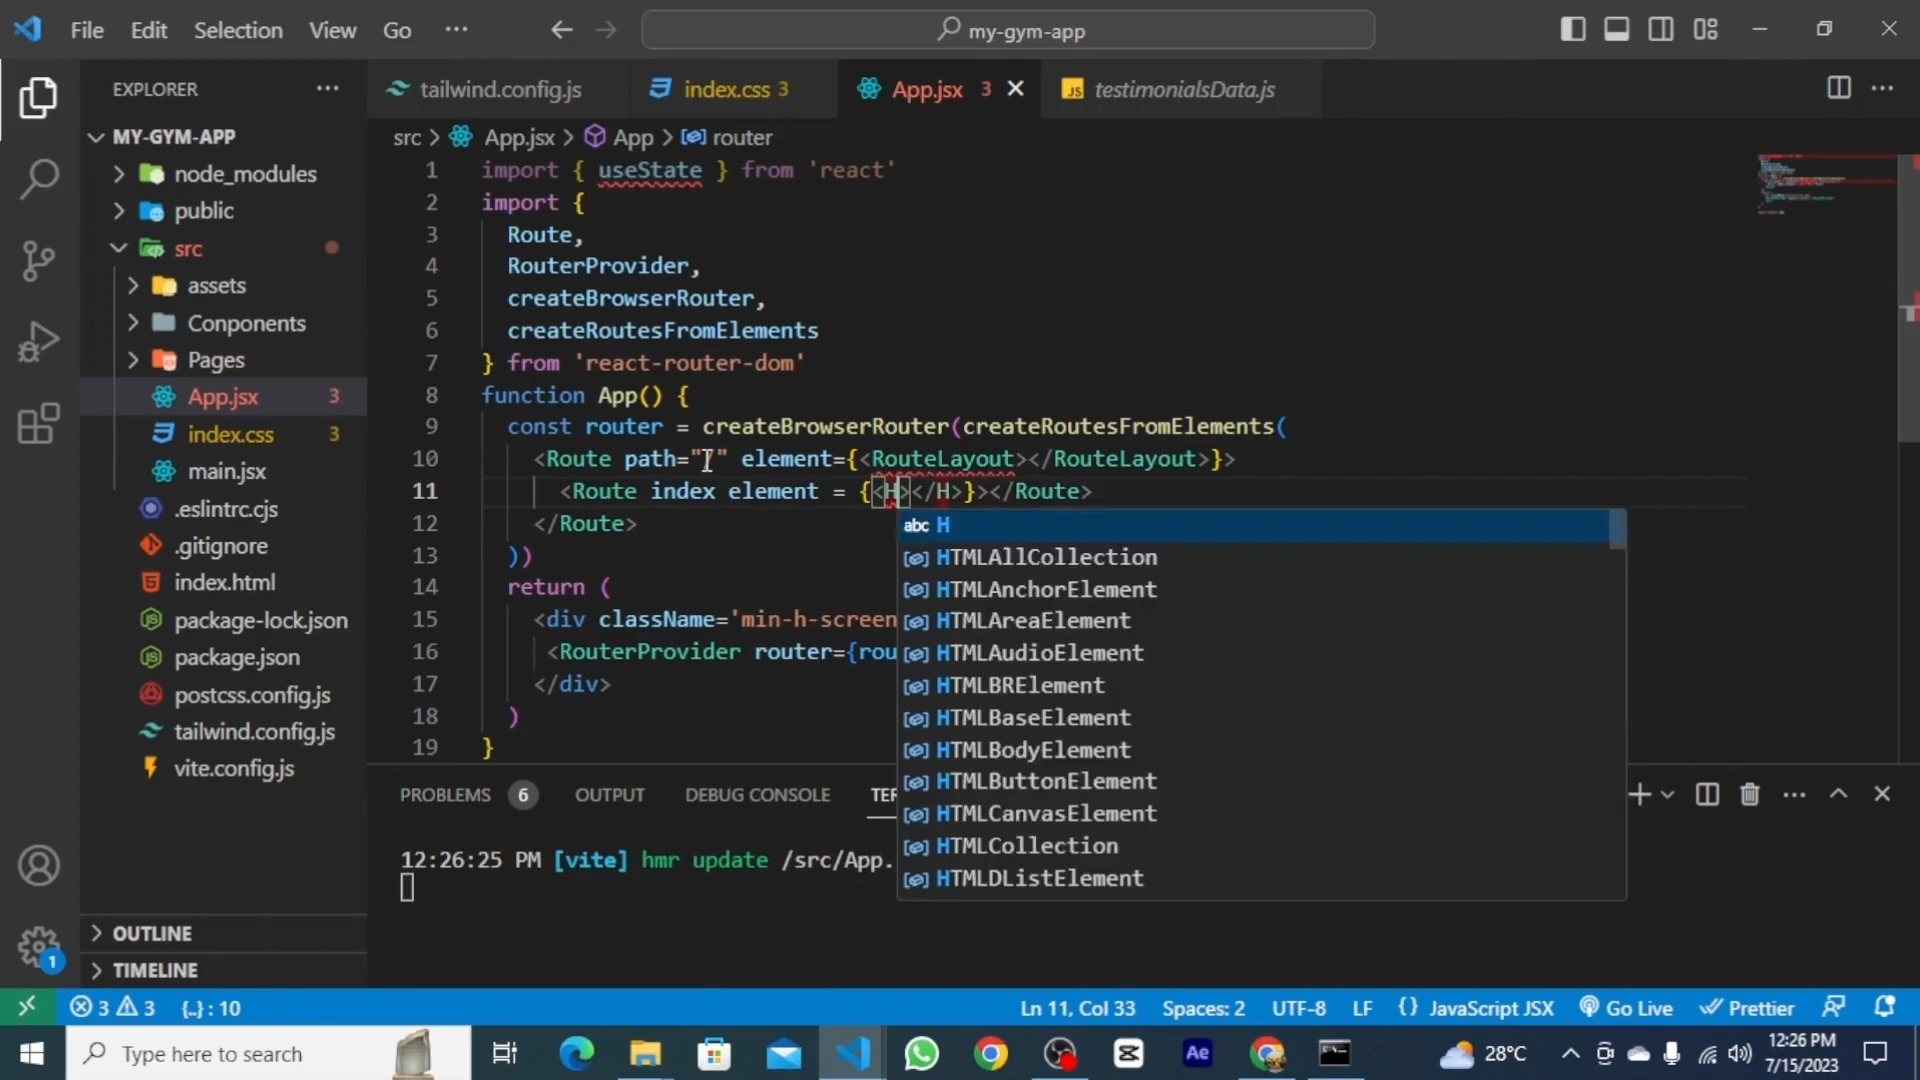 File Edit Selection View Go ··· my-gym-app
EXPLORER ···
tailwind.config.js index.css 3 App.jsx 3 testimonialsData.js
MY-GYM-APP
node_modules
public
src
assets
Conponents
Pages
App.jsx 3
index.css 3
main.jsx
.eslintrc.cjs
.gitignore
index.html
package-lock.json
package.json
postcss.config.js
tailwind.config.js
vite.config.js
OUTLINE
TIMELINE
src > App.jsx > App > router
1 import { useState } from 'react'
2 import {
3 Route,
4 RouterProvider,
5 createBrowserRouter,
6 createRoutesFromElements
7 } from 'react-router-dom'
8 function App() {
9 const router = createBrowserRouter(createRoutesFromElements(
10 <Route path="/" element={<RouteLayout></RouteLayout>}>
11 <Route index element = {<H></H>}></Route>
12 </Route>
13 ))
14 return (
15 <div className='min-h-screen
16 <RouterProvider router={rou
17 </div>
18 )
19 }
abc H
HTMLAllCollection
HTMLAnchorElement
HTMLAreaElement
HTMLAudioElement
HTMLBRElement
HTMLBaseElement
HTMLBodyElement
HTMLButtonElement
HTMLCanvasElement
HTMLCollection
HTMLDListElement
PROBLEMS 6 OUTPUT DEBUG CONSOLE TER
12:26:25 PM [vite] hmr update /src/App.
1
3 3 {..} : 10 Ln 11, Col 33 Spaces: 2 UTF-8 LF {} JavaScript JSX Go Live Prettier
Type here to search Ae 28°C 12:26 PM
7/15/2023